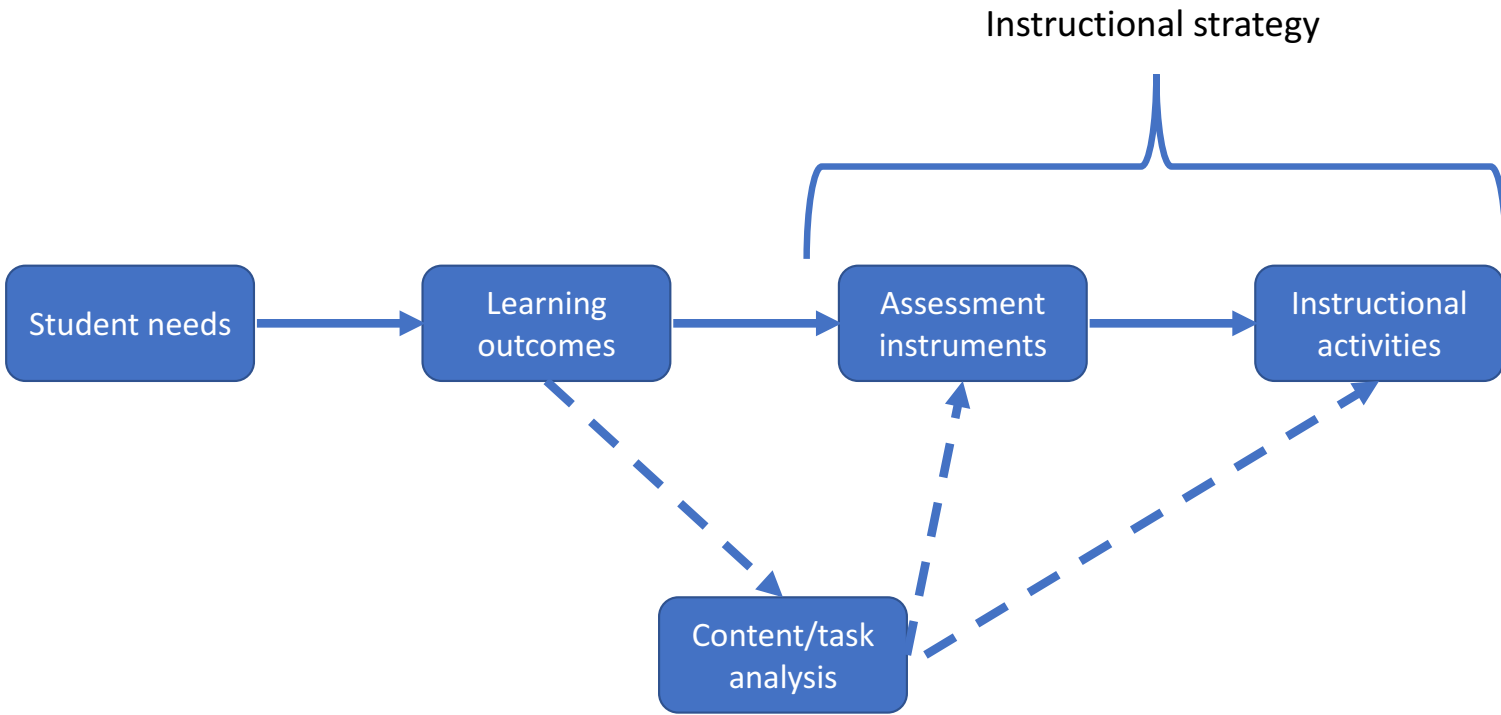 Instructional strategy
Student needs
Learning
outcomes
Assessment
instruments
Instructional
activities
Content/task
analysis